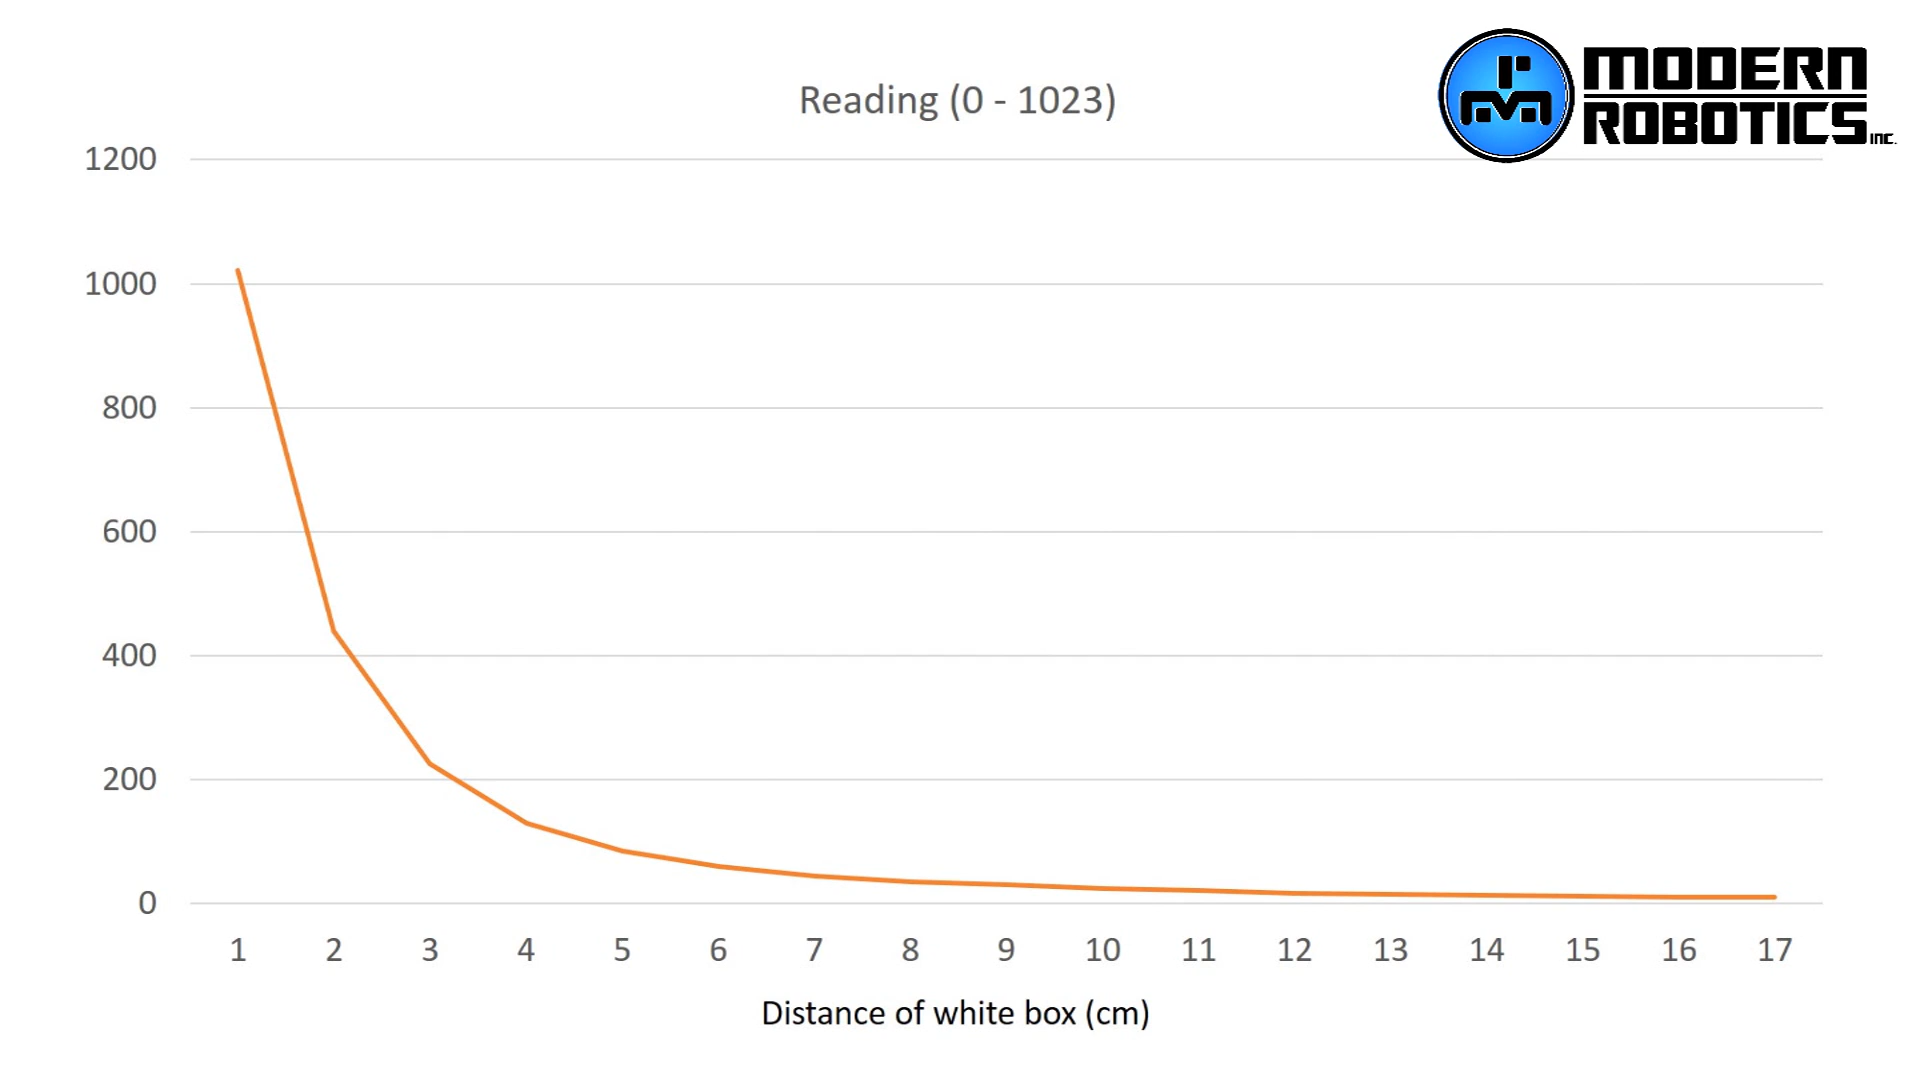 MODERN
ROBOTICS INC.
Reading (0 - 1023)
1200
1000
800
600
400
200
0
1 2 3 4 5 6 7 8 9 10 11 12 13 14 15 16 17
Distance of white box (cm)